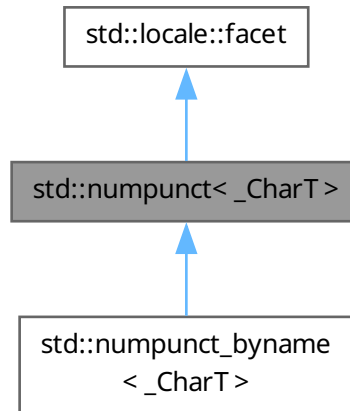 std::locale::facet
std::numpunct< _CharT >
std::numpunct_byname
< _CharT >